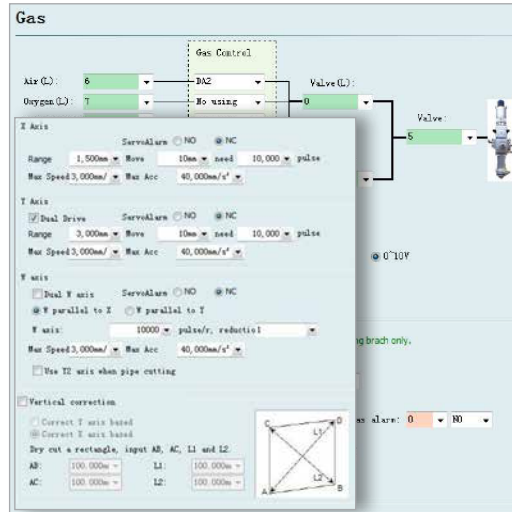 Gas
Gas Control
Air(L): 6 DA2 Valve(L):
Oxygen(L): 7 No using 0
Valve:
5
X Axis
ServoAlarm NO NC
Range 1,500mm Move 10mm need 10,000 pulse
Max Speed 3,000mm/ Max Acc 40,000mm/s²
Y Axis
Dual Drive ServoAlarm NO NC
Range 3,000mm Move 10mm need 10,000 pulse
Max Speed 3,000mm/ Max Acc 40,000mm/s²
0~10V
W axis
Dual W axis ServoAlarm NO NC
W parallel to X W parallel to Y
W axis: 10000 pulse/r, reductio 1
ng brach only.
Max Speed 3,000mm/ Max Acc 40,000mm/s²
Use Y2 axis when pipe cutting
Vertical correction
as alarm: 0 NO
Correct Y axis based
Correct X axis based
Dry cut a rectangle, input AB, AC, L1 and L2:
AB: 100.000m L1: 100.000m
AC: 100.000m L2: 100.000m
C D
L1
L2
A B